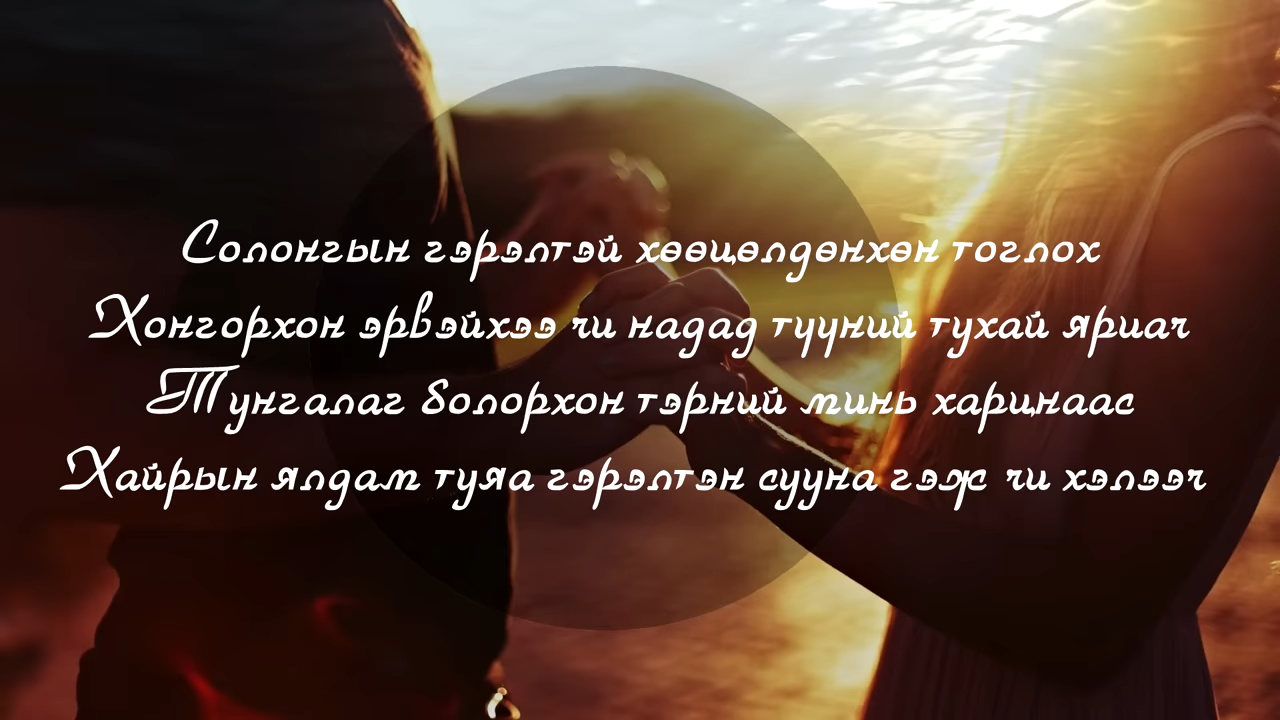 Солонгын гэрэлтэй хөөцөлдөнхөн тоглох
Хонгорхон эрвэйхээ чи надад түүний тухай яриач
Тунгалаг болорхон тэрний минь харцнаас
Хайрын ялдам туяа гэрэлтэн сууна гэж чи хэлээч